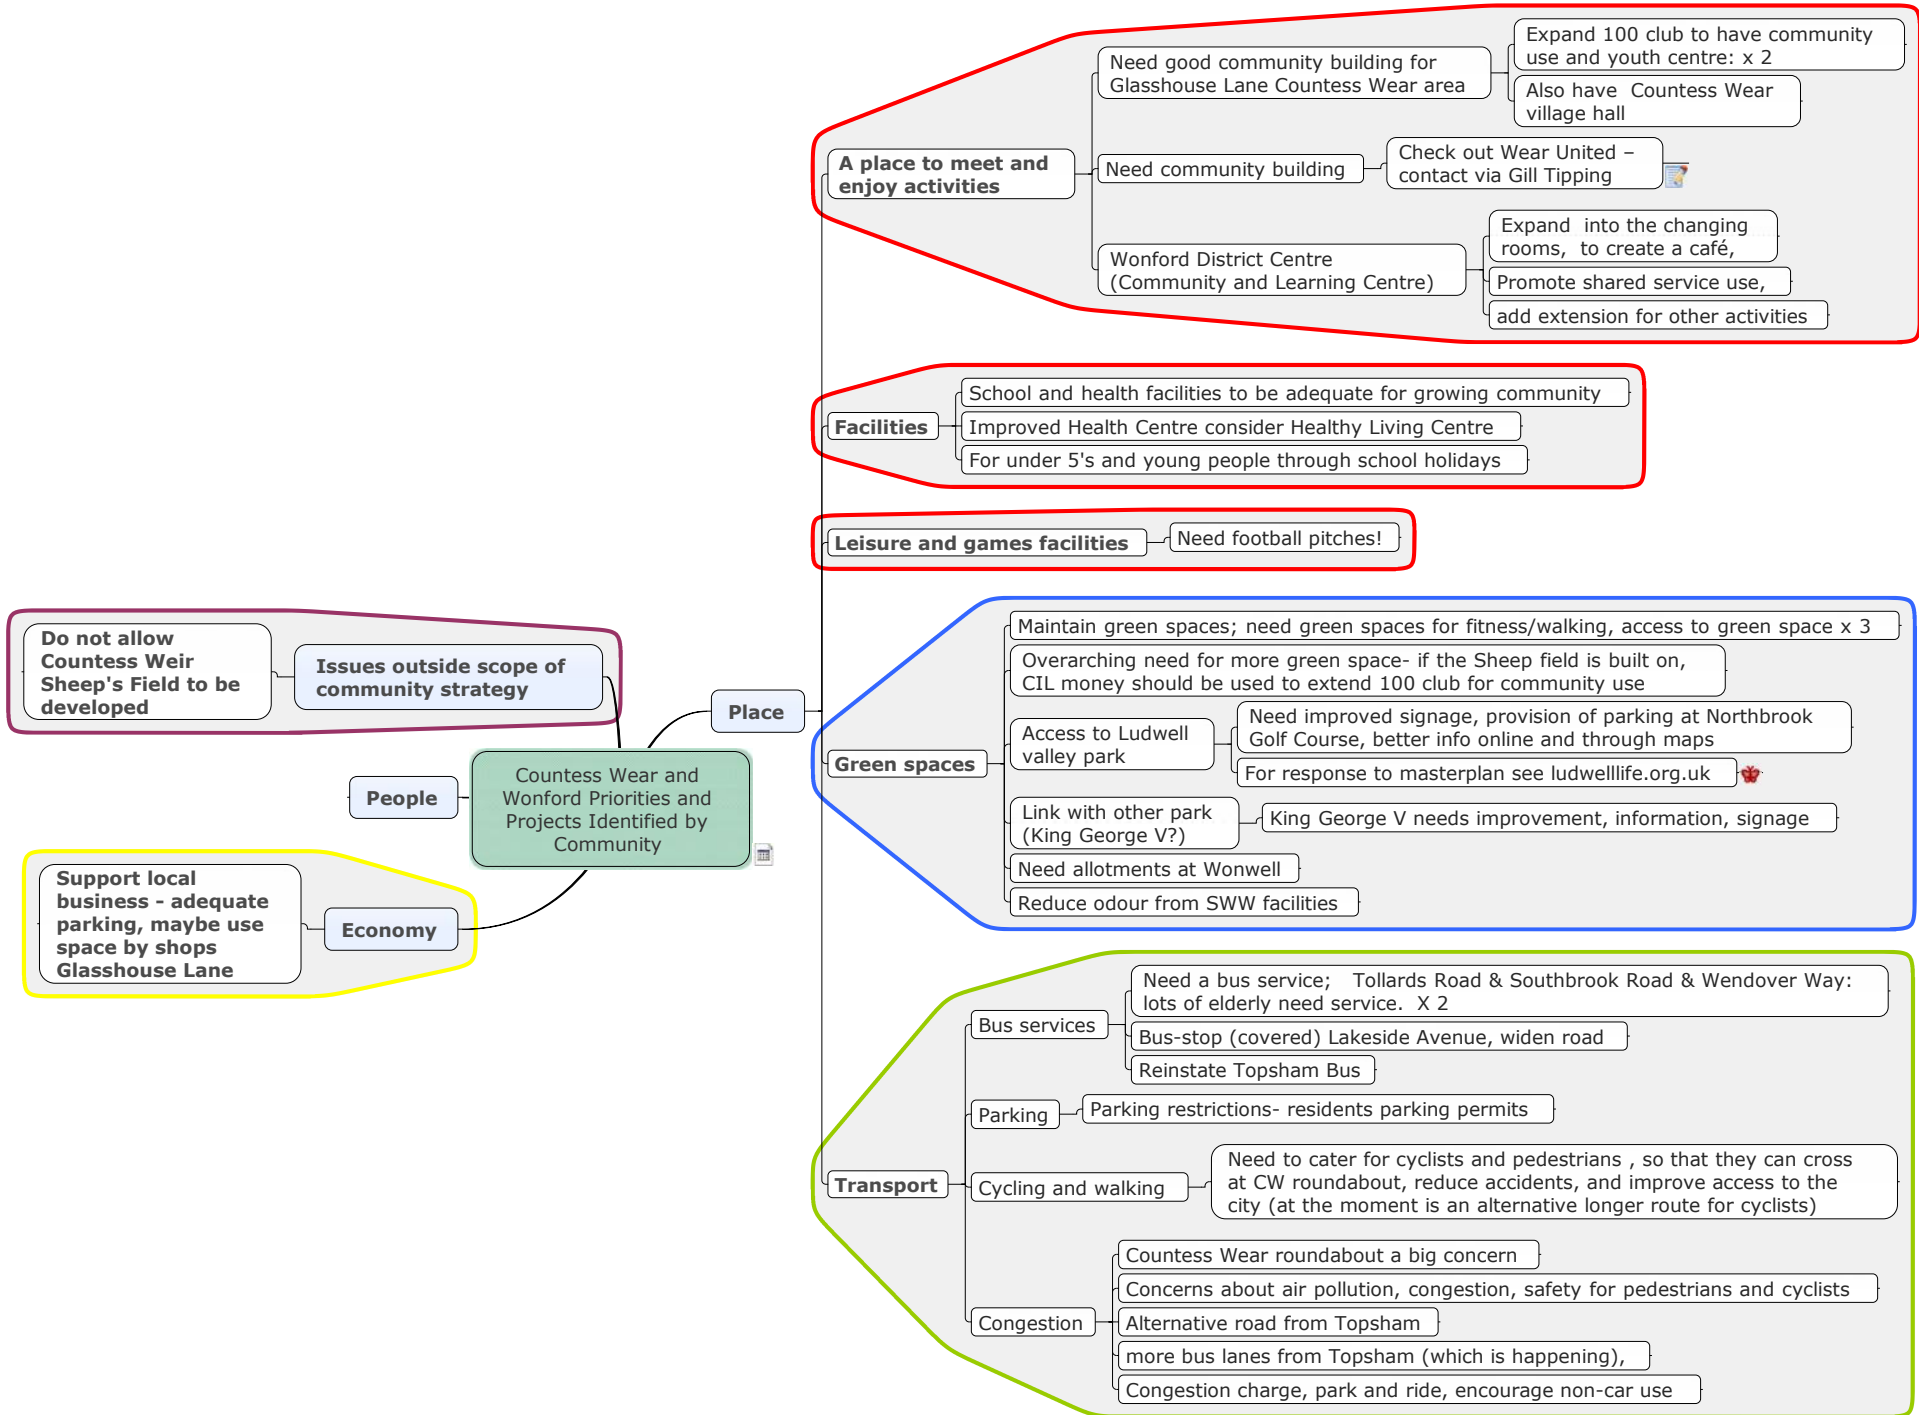 Countess Wear and
Wonford Priorities and
Projects Identified by
Community
Place
A place to meet and
enjoy activities
Need good community building for
Glasshouse Lane Countess Wear area
Expand 100 club to have community
use and youth centre: x 2
Also have  Countess Wear
village hall
Need community building
Check out Wear United –
contact via Gill Tipping
Wonford District Centre
(Community and Learning Centre)
Expand  into the changing
rooms,  to create a café,
Promote shared service use,
add extension for other activities
Facilities
School and health facilities to be adequate for growing community
Improved Health Centre consider Healthy Living Centre
For under 5's and young people through school holidays
Leisure and games facilities
Need football pitches!
Green spaces
Maintain green spaces; need green spaces for fitness/walking, access to green space x 3
Overarching need for more green space- if the Sheep field is built on,
CIL money should be used to extend 100 club for community use
Access to Ludwell
valley park
Need improved signage, provision of parking at Northbrook
Golf Course, better info online and through maps
For response to masterplan see ludwelllife.org.uk
Link with other park
(King George V?)
King George V needs improvement, information, signage
Need allotments at Wonwell
Reduce odour from SWW facilities
Transport
Bus services
Need a bus service;   Tollards Road & Southbrook Road & Wendover Way:
lots of elderly need service.  X 2
Bus-stop (covered) Lakeside Avenue, widen road
Reinstate Topsham Bus
Parking
Parking restrictions- residents parking permits
Cycling and walking
Need to cater for cyclists and pedestrians , so that they can cross
at CW roundabout, reduce accidents, and improve access to the
city (at the moment is an alternative longer route for cyclists)
Congestion
Countess Wear roundabout a big concern
Concerns about air pollution, congestion, safety for pedestrians and cyclists
Alternative road from Topsham
more bus lanes from Topsham (which is happening),
Congestion charge, park and ride, encourage non-car use
Issues outside scope of
community strategy
Do not allow
Countess Weir
Sheep's Field to be
developed
People
Economy
Support local
business - adequate
parking, maybe use
space by shops
Glasshouse Lane